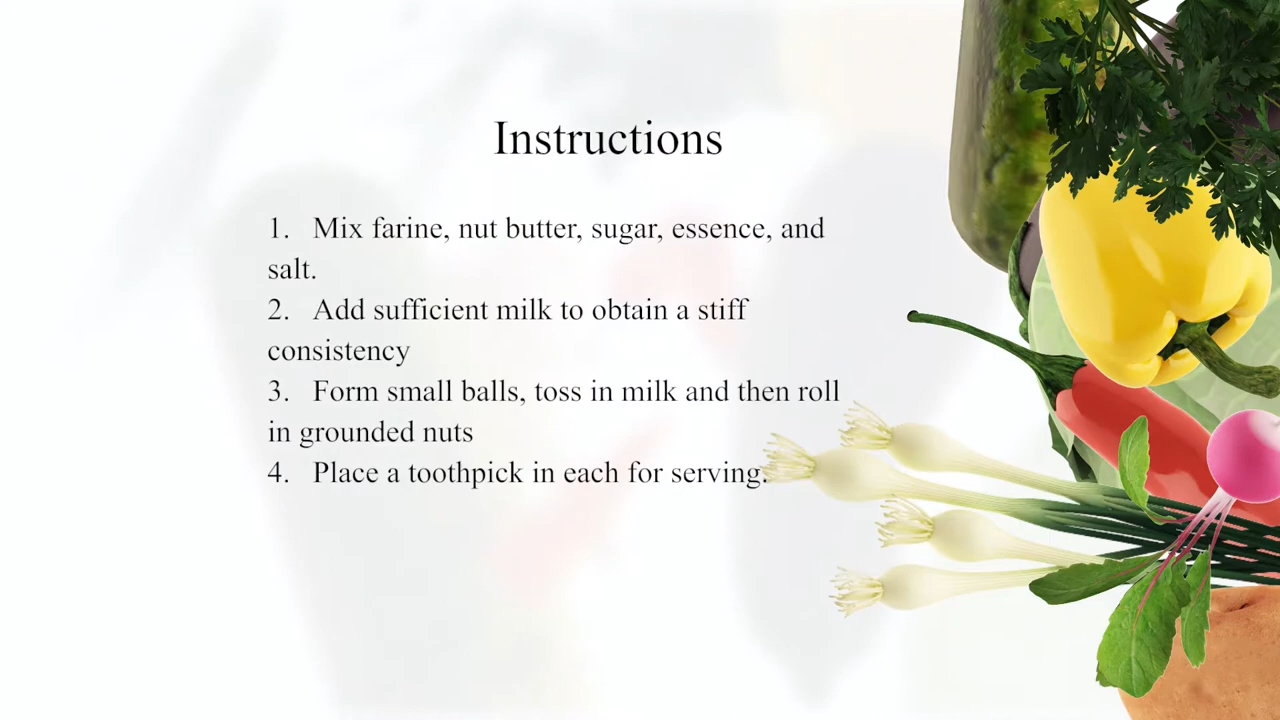 Instructions
1. Mix farine, nut butter, sugar, essence, and
salt.
2. Add sufficient milk to obtain a stiff
consistency
3. Form small balls, toss in milk and then roll
in grounded nuts
4. Place a toothpick in each for serving.